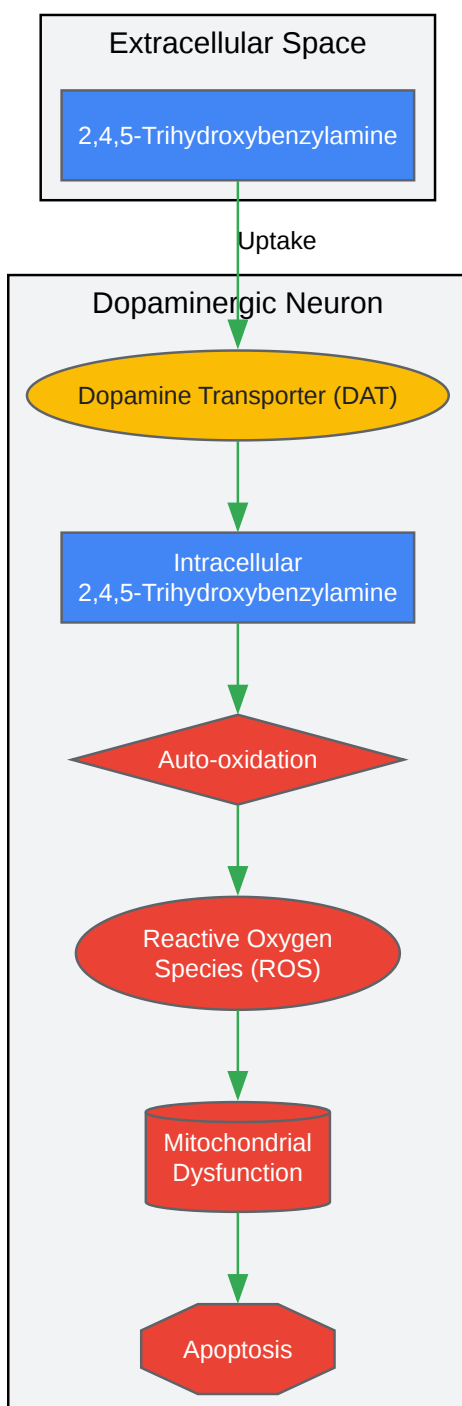 Extracellular Space
2,4,5-Trihydroxybenzylamine
Uptake
Dopaminergic Neuron
Dopamine Transporter (DAT)
Intracellular
2,4,5-Trihydroxybenzylamine
Auto-oxidation
Reactive Oxygen
Species (ROS)
Mitochondrial
Dysfunction
Apoptosis